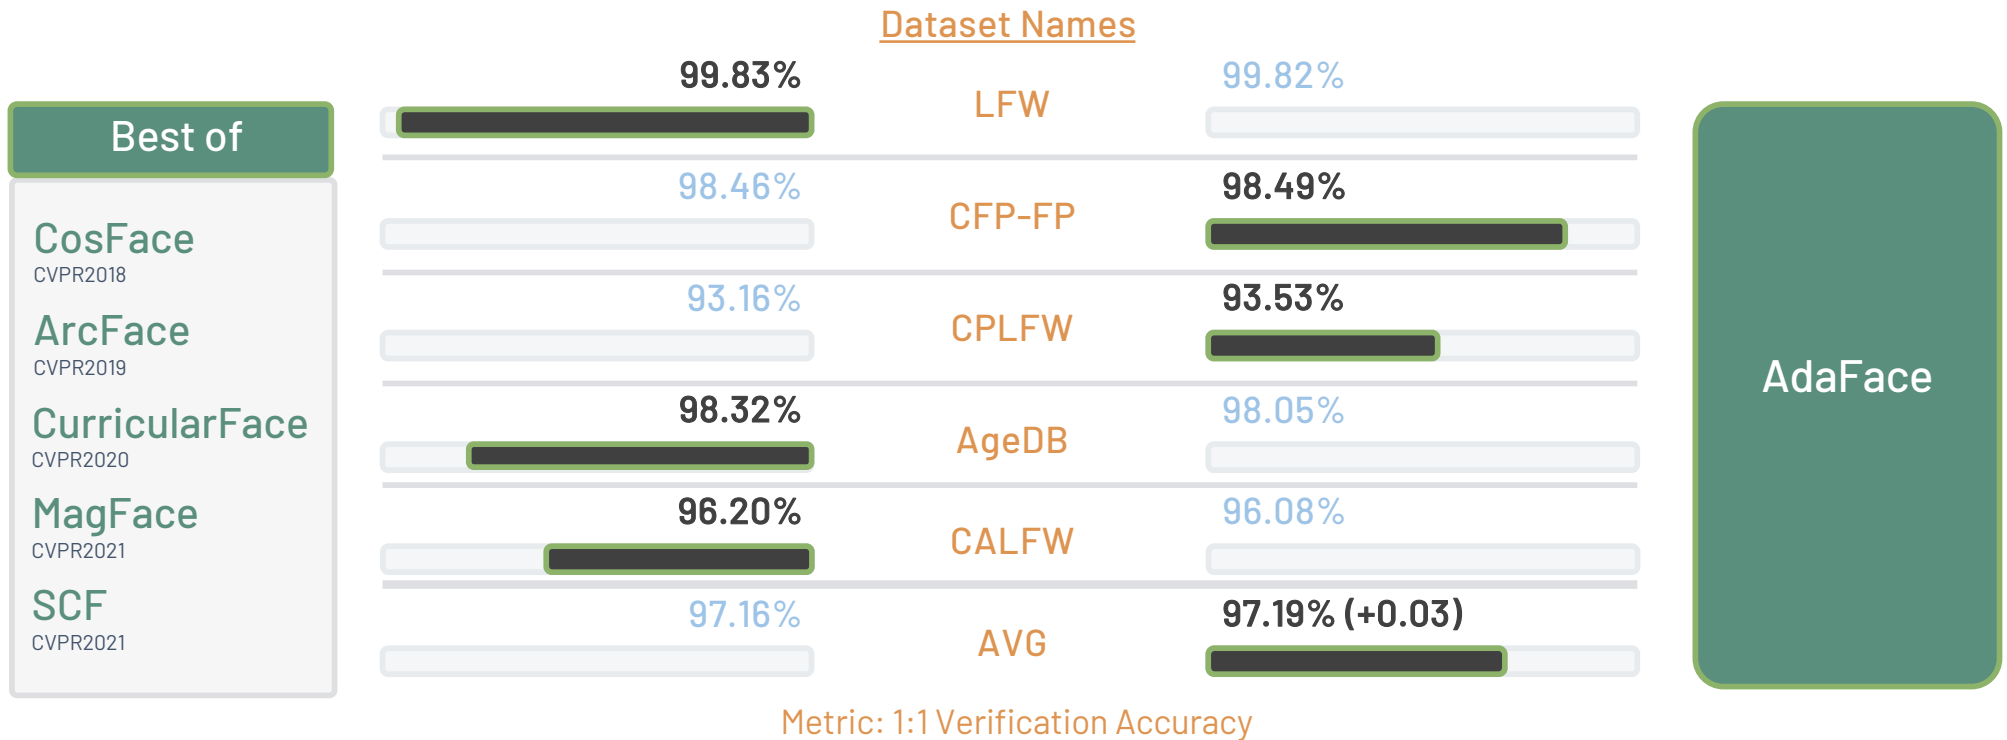 Dataset Names
Best of
CosFace
CVPR2018
ArcFace
CVPR2019
CurricularFace
CVPR2020
MagFace
CVPR2021
SCF
CVPR2021
99.83% LFW 99.82%
98.46% CFP-FP 98.49%
93.16% CPLFW 93.53%
98.32% AgeDB 98.05%
96.20% CALFW 96.08%
97.16% AVG 97.19% (+0.03)
AdaFace
Metric: 1:1 Verification Accuracy